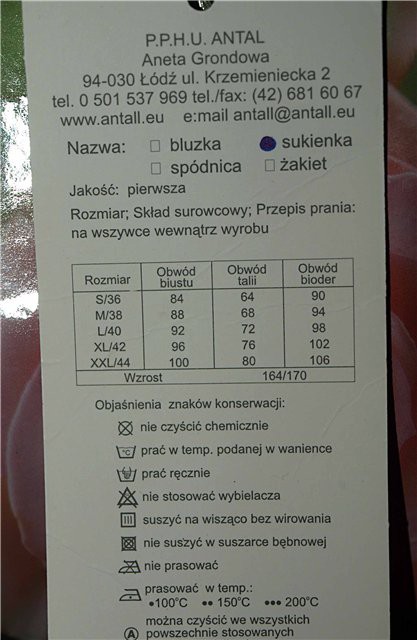 P.P.H.U. ANTAL
Aneta Grondowa
94-030 Łódź ul. Krzemieniecka 2
tel. 0 501 537 969 tel./fax: (42) 681 60 67
www.antall.eu e:mail antall@antall.eu
Nazwa: bluzka sukienka
spódnica żakiet
Jakość: pierwsza
Rozmiar; Skład surowcowy; Przepis prania:
na wszywce wewnątrz wyrobu
Rozmiar Obwód biustu Obwód talii Obwód bioder
S/36 84 64 90
M/38 88 68 94
L/40 92 72 98
XL/42 96 76 102
XXL/44 100 80 106
Wzrost 164/170
Objaśnienia znaków konserwacji:
nie czyścić chemicznie
prać w temp. podanej w wanience
prać ręcznie
nie stosować wybielacza
suszyć na wisząco bez wirowania
nie suszyć w suszarce bębnowej
nie prasować
prasować w temp.:
•100°C •• 150°C ••• 200°C
można czyścić we wszystkich
A powszechnie stosowanych